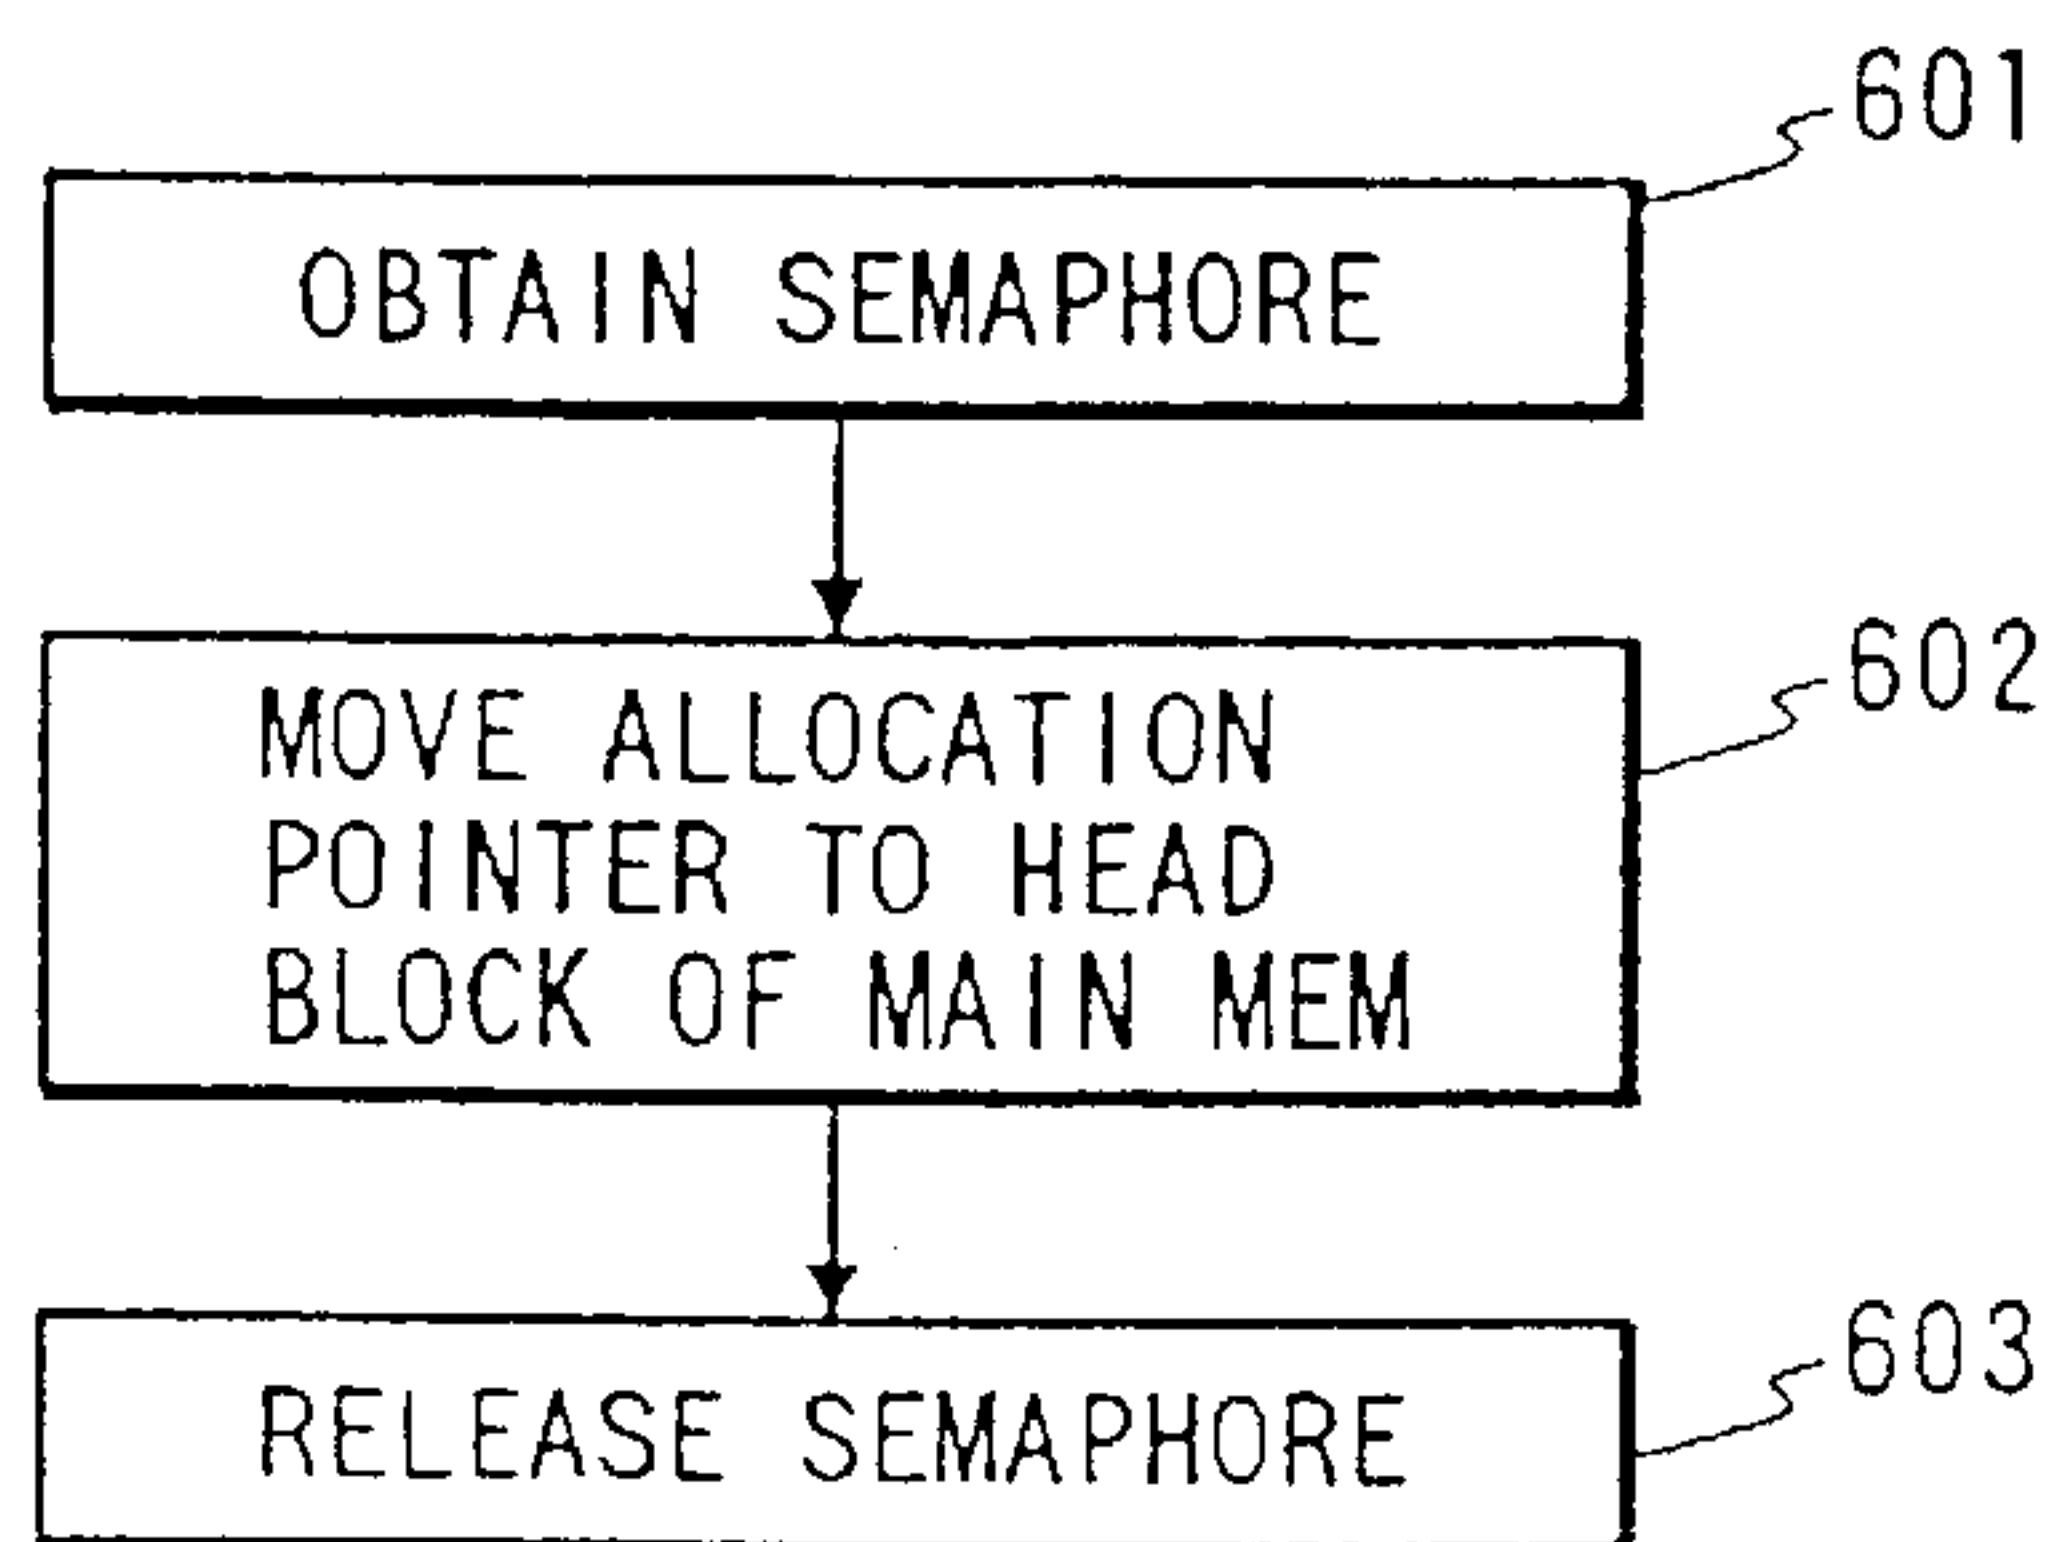 601
OBTAIN SEMAPHORE
602
MOVE ALLOCATION
POINTER TO HEAD
BLOCK OF MAIN MEM
603
RELEASE SEMAPHORE